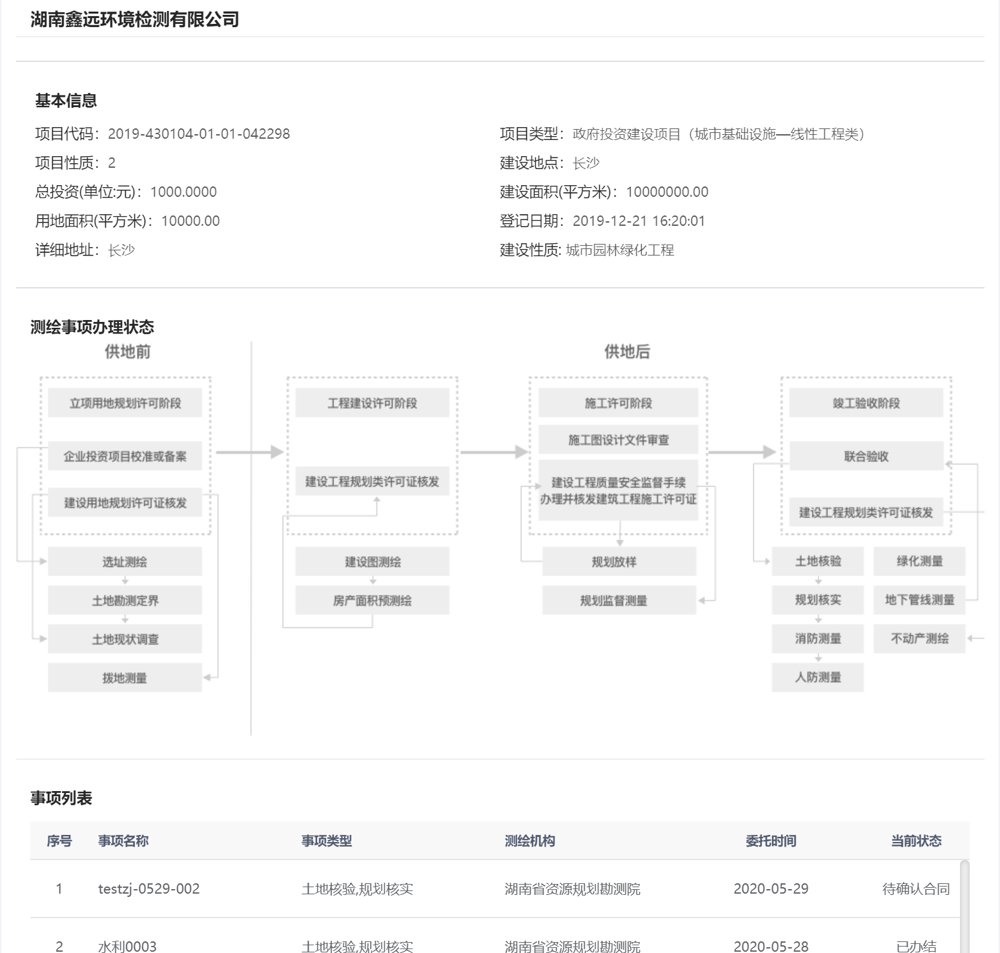 湖南鑫远环境检测有限公司
基本信息
项目代码：2019-430104-01-01-042298
项目类型：政府投资建设项目（城市基础设施—线性工程类）
项目性质：2
建设地点：长沙
总投资(单位:元)：1000.0000
建设面积(平方米)：10000000.00
用地面积(平方米)：10000.00
登记日期：2019-12-21 16:20:01
详细地址：长沙
建设性质: 城市园林绿化工程
测绘事项办理状态
供地前
供地后
立项用地规划许可阶段
企业投资项目校准或备案
建设用地规划许可证核发
选址测绘
土地勘测定界
土地现状调查
拨地测量
工程建设许可阶段
建设工程规划类许可证核发
建设图测绘
房产面积预测绘
施工许可阶段
施工图设计文件审查
建设工程质量安全监督手续
办理并核发建筑工程施工许可证
规划放样
规划监督测量
竣工验收阶段
联合验收
建设工程规划类许可证核发
土地核验
绿化测量
规划核实
地下管线测量
消防测量
不动产测绘
人防测量
事项列表
序号 事项名称 事项类型 测绘机构 委托时间 当前状态
1 testzj-0529-002 土地核验,规划核实 湖南省资源规划勘测院 2020-05-29 待确认合同
2 水利0003 土地核验,规划核实 湖南省资源规划勘测院 2020-05-28 已办结